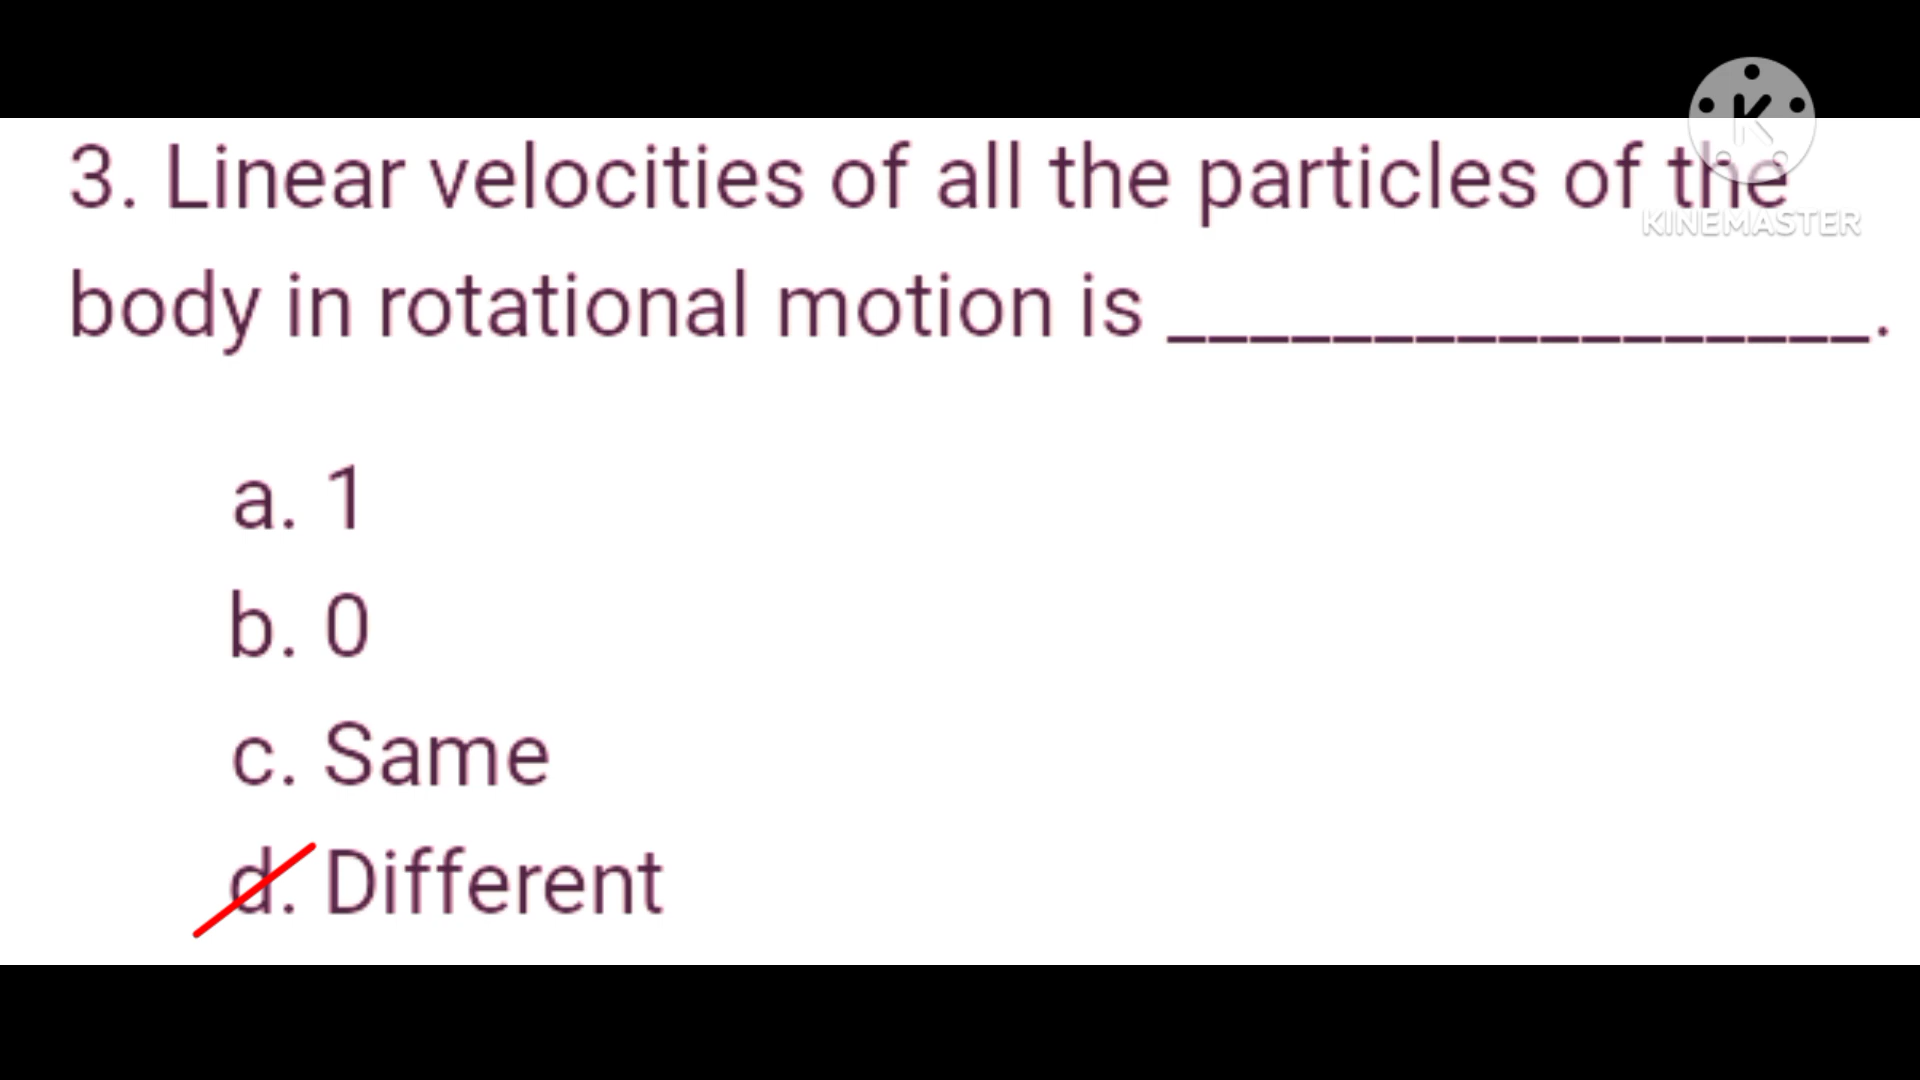 3. Linear velocities of all the particles of the
KINEMASTER
body in rotational motion is _________________.
a. 1
b. 0
c. Same
d. Different